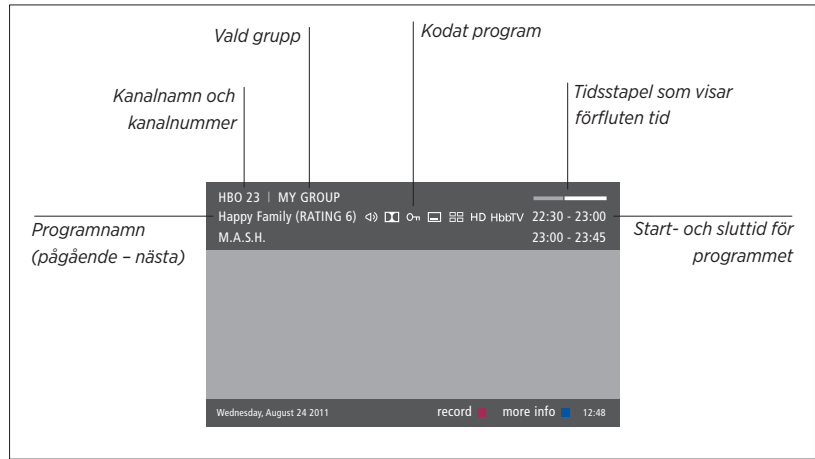 Vald grupp
Kodat program
Kanalnamn och
kanalnummer
Tidsstapel som visar
förfluten tid
HBO 23 | MY GROUP
Happy Family (RATING 6) HD HbbTV 22:30 - 23:00
M.A.S.H. 23:00 - 23:45
Programnamn
(pågående – nästa)
Start- och sluttid för
programmet
Wednesday, August 24 2011 record more info 12:48